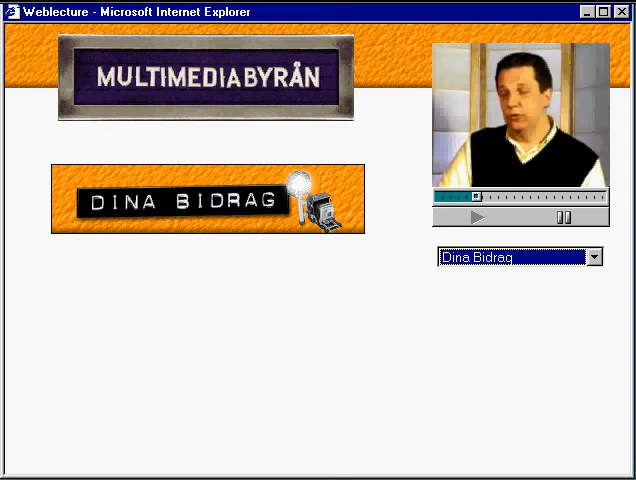 Weblecture - Microsoft Internet Explorer
MULTIMEDIABYRÅN
DINA BIDRAG
Dina Bidrag